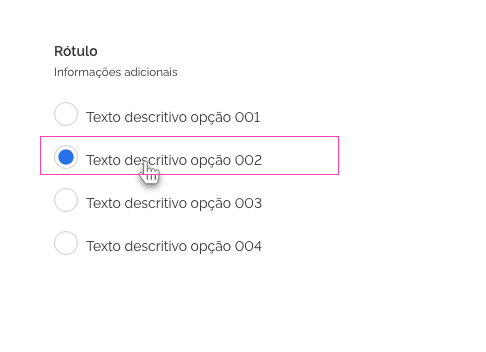 Rótulo
Informações adicionais
Texto descritivo opção 001
Texto descritivo opção 002
Texto descritivo opção 003
Texto descritivo opção 004